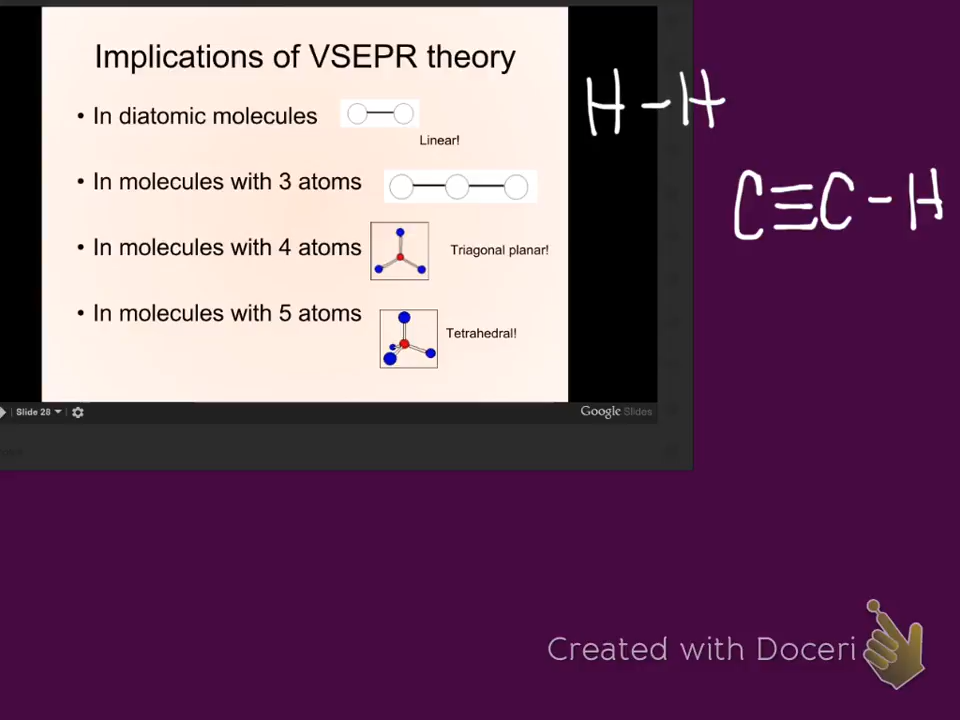 Implications of VSEPR theory
• In diatomic molecules
Linear!
• In molecules with 3 atoms
• In molecules with 4 atoms
Triagonal planar!
• In molecules with 5 atoms
Tetrahedral!
Slide 28
Google Slides
H-H
C≡C-H
Created with Doceri